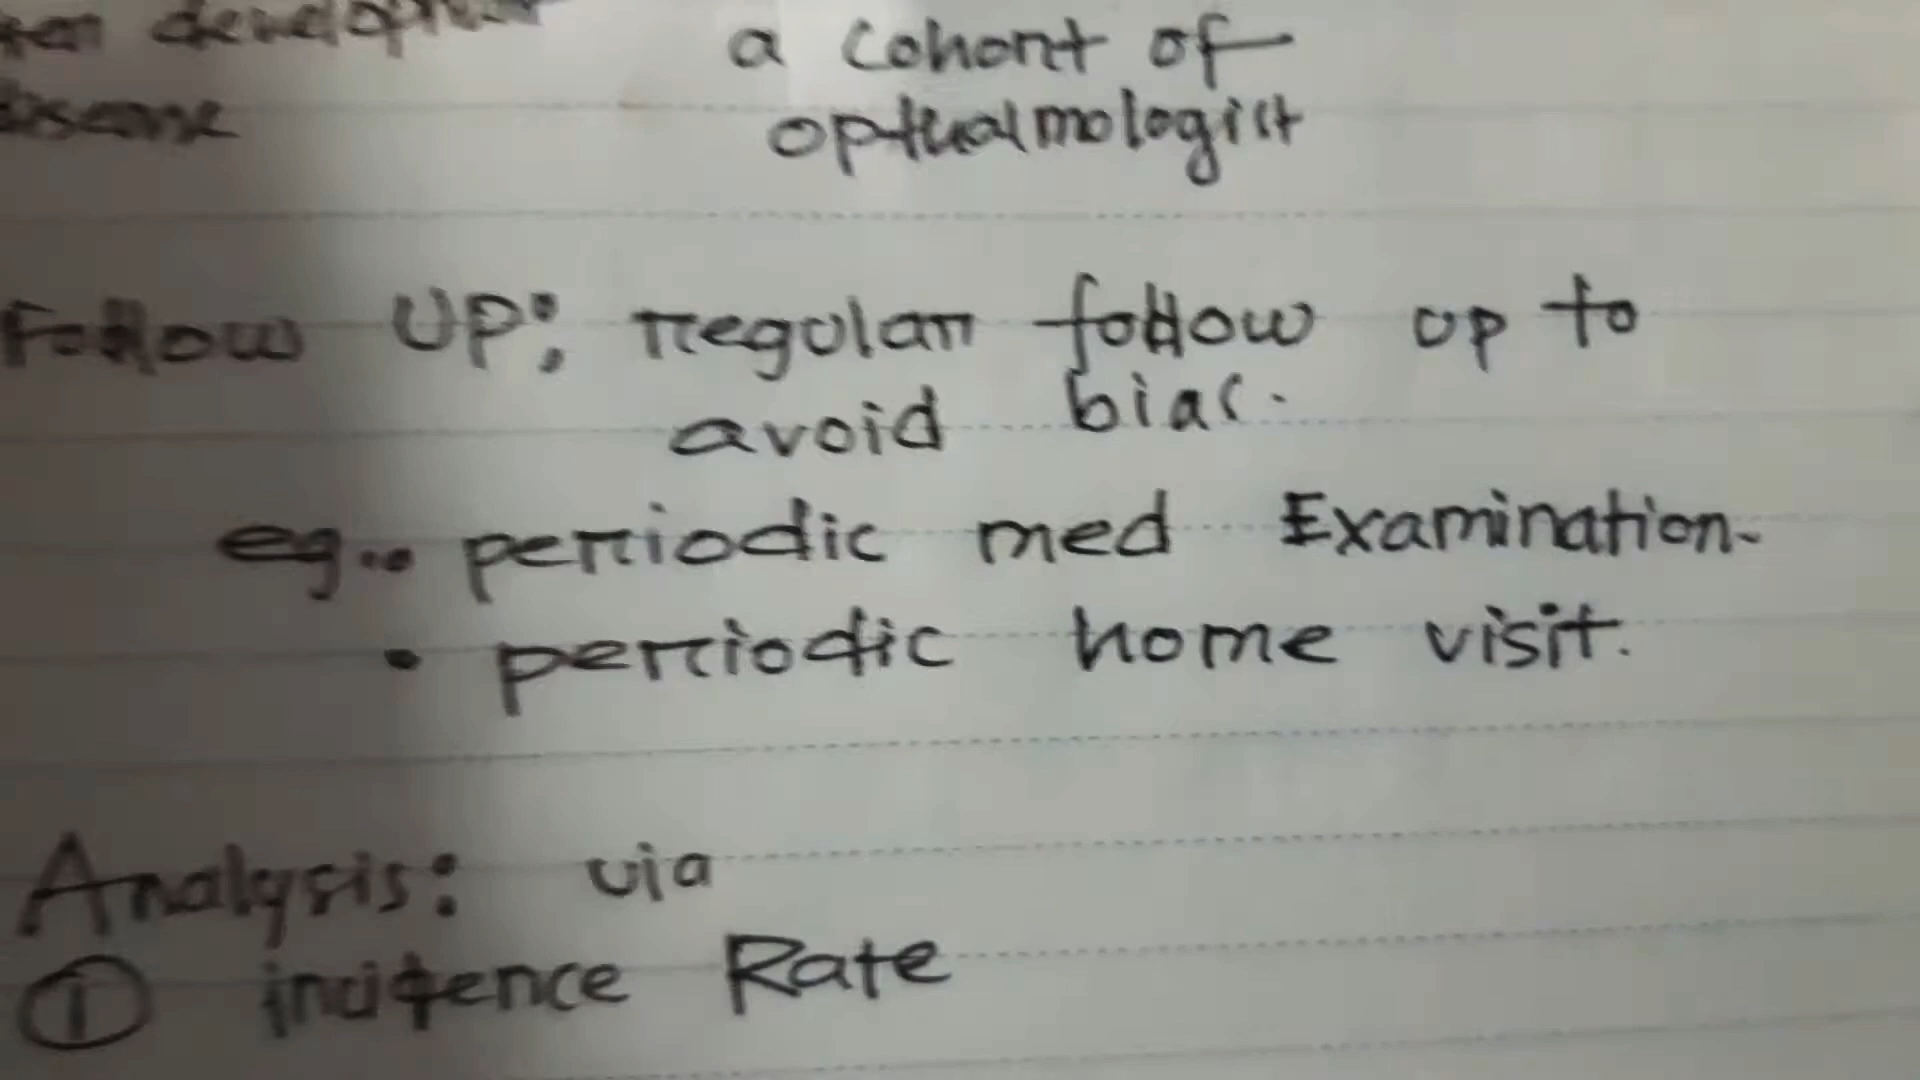 a cohort of
disease
opthalmologist
Follow UP: regular follow up to
avoid bias.
eg.. periodic med Examination.
• periodic home visit.
Analysis: via
① incidence Rate